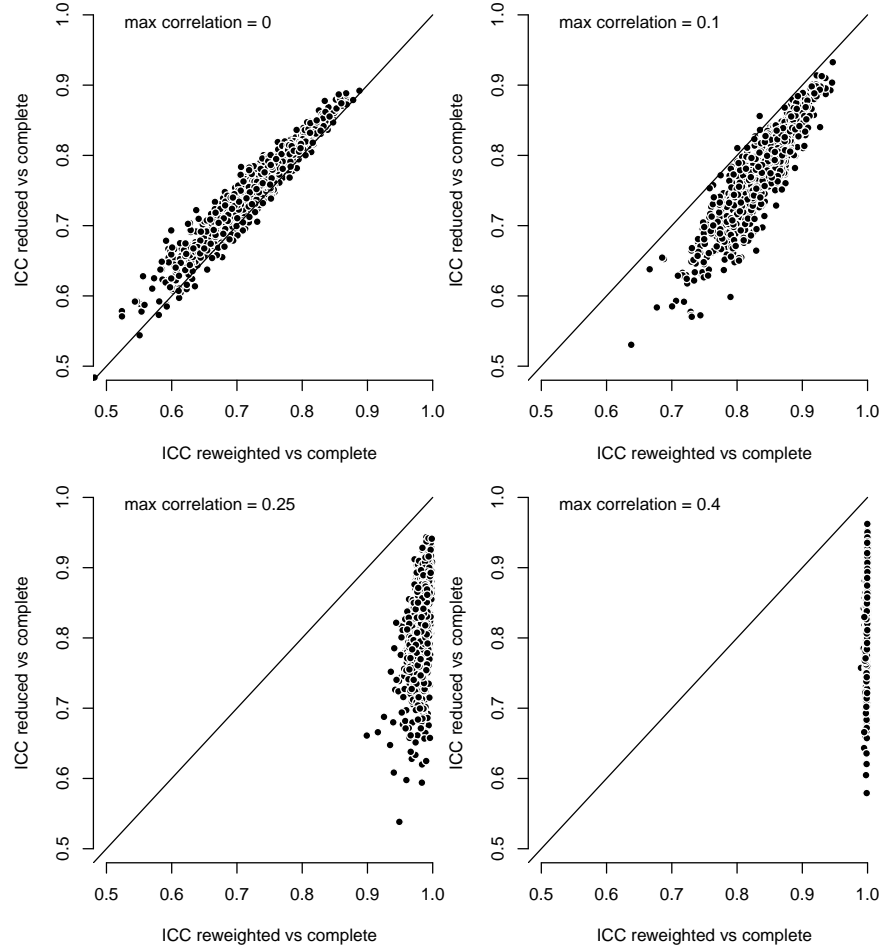 max correlation = 0
ICC reduced vs complete
0.5 0.6 0.7 0.8 0.9 1.0
0.5 0.6 0.7 0.8 0.9 1.0
ICC reweighted vs complete
max correlation = 0.1
ICC reduced vs complete
0.5 0.6 0.7 0.8 0.9 1.0
0.5 0.6 0.7 0.8 0.9 1.0
ICC reweighted vs complete
max correlation = 0.25
ICC reduced vs complete
0.5 0.6 0.7 0.8 0.9 1.0
0.5 0.6 0.7 0.8 0.9 1.0
ICC reweighted vs complete
max correlation = 0.4
ICC reduced vs complete
0.5 0.6 0.7 0.8 0.9 1.0
0.5 0.6 0.7 0.8 0.9 1.0
ICC reweighted vs complete